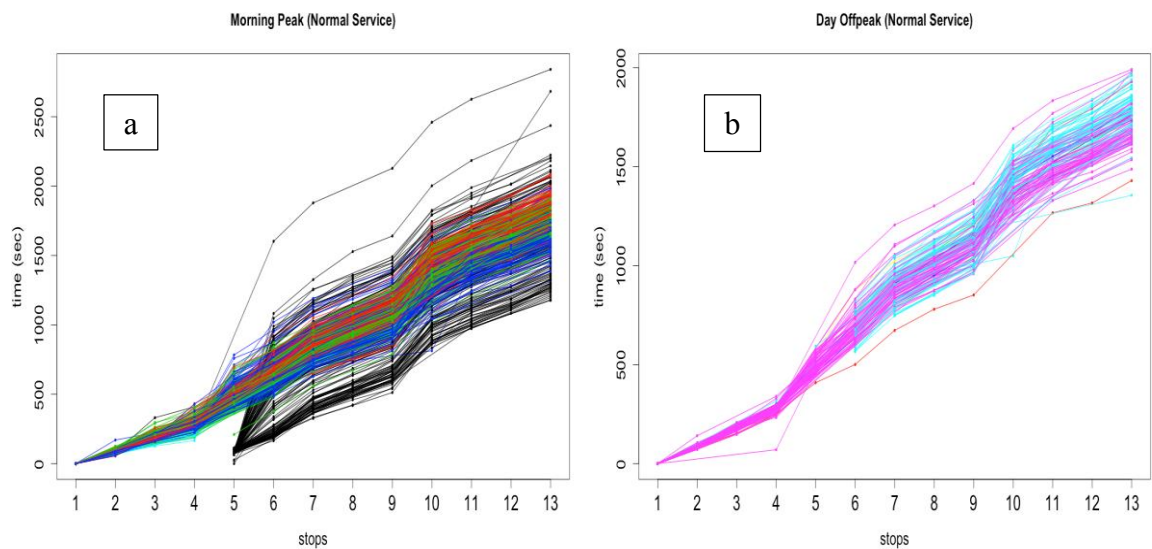 Morning Peak (Normal Service)
a
time (sec)
2500
2000
1500
1000
500
0
1 2 3 4 5 6 7 8 9 10 11 12 13
stops
Day Offpeak (Normal Service)
b
time (sec)
2000
1500
1000
500
0
1 2 3 4 5 6 7 8 9 10 11 12 13
stops